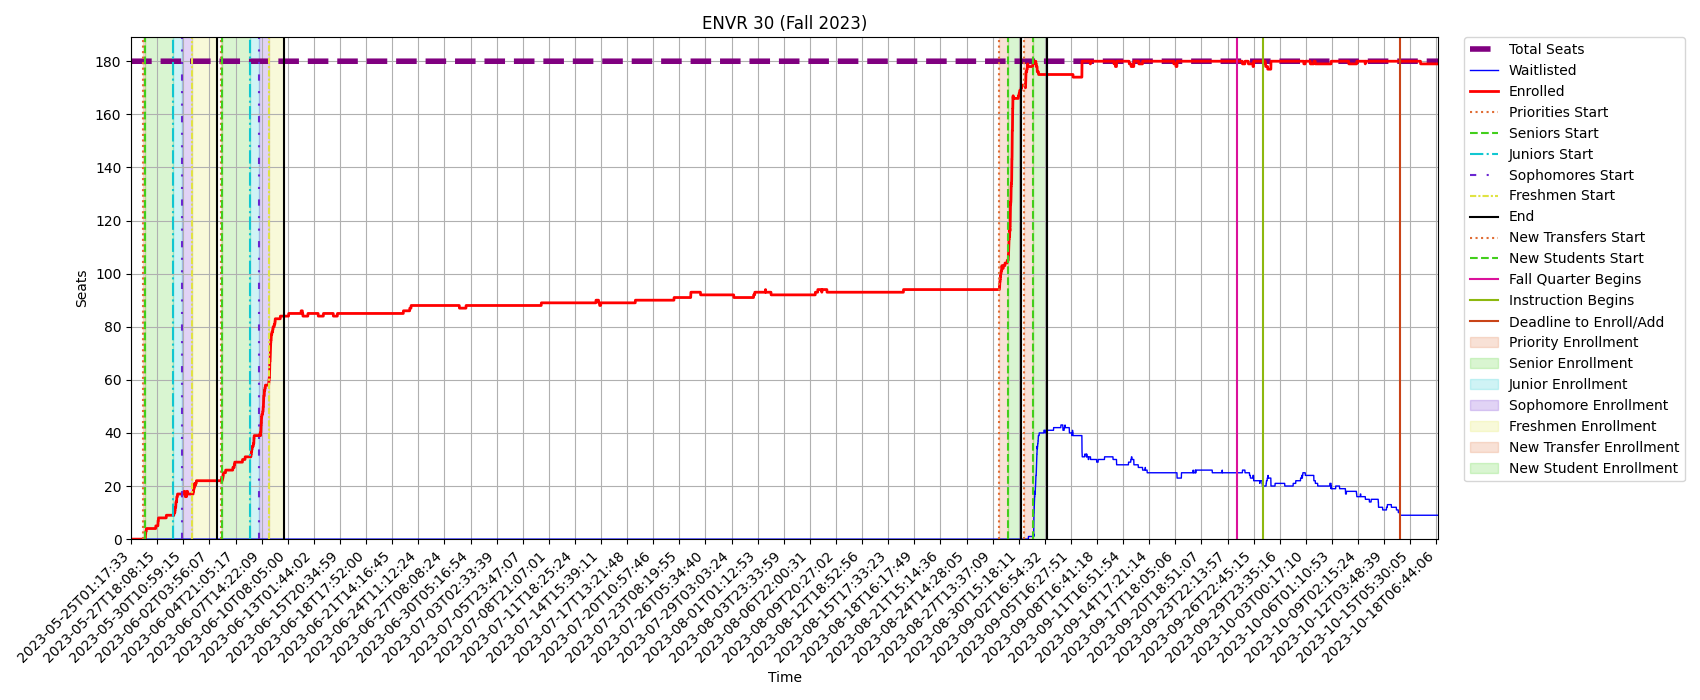 ENVR 30 (Fall 2023)
Seats
180
160
140
120
100
80
60
40
20
0
2023-05-25T01:17:33
2023-05-27T18:08:15
2023-05-30T10:59:15
2023-06-02T03:56:07
2023-06-04T21:05:17
2023-06-07T14:22:09
2023-06-10T08:05:00
2023-06-13T01:44:02
2023-06-15T20:34:59
2023-06-18T17:52:00
2023-06-21T14:16:45
2023-06-24T11:12:24
2023-06-27T08:08:24
2023-06-30T05:16:54
2023-07-03T02:33:39
2023-07-05T23:47:07
2023-07-08T21:07:01
2023-07-11T18:25:24
2023-07-14T15:39:11
2023-07-17T13:21:48
2023-07-20T10:57:46
2023-07-23T08:19:55
2023-07-26T05:34:40
2023-07-29T03:03:24
2023-08-01T01:12:53
2023-08-03T23:33:59
2023-08-06T22:00:31
2023-08-09T20:27:02
2023-08-12T18:52:56
2023-08-15T17:33:23
2023-08-18T16:17:49
2023-08-21T15:14:36
2023-08-24T14:28:05
2023-08-27T13:37:09
2023-08-30T15:18:11
2023-09-02T16:54:32
2023-09-05T16:27:51
2023-09-08T16:41:18
2023-09-11T16:51:54
2023-09-14T17:21:14
2023-09-17T18:05:06
2023-09-20T18:51:07
2023-09-23T22:13:57
2023-09-26T22:45:15
2023-09-29T23:35:16
2023-10-03T00:17:10
2023-10-06T01:10:53
2023-10-09T02:15:24
2023-10-12T03:48:39
2023-10-15T05:30:05
2023-10-18T06:44:06
Time
Total Seats
Waitlisted
Enrolled
Priorities Start
Seniors Start
Juniors Start
Sophomores Start
Freshmen Start
End
New Transfers Start
New Students Start
Fall Quarter Begins
Instruction Begins
Deadline to Enroll/Add
Priority Enrollment
Senior Enrollment
Junior Enrollment
Sophomore Enrollment
Freshmen Enrollment
New Transfer Enrollment
New Student Enrollment